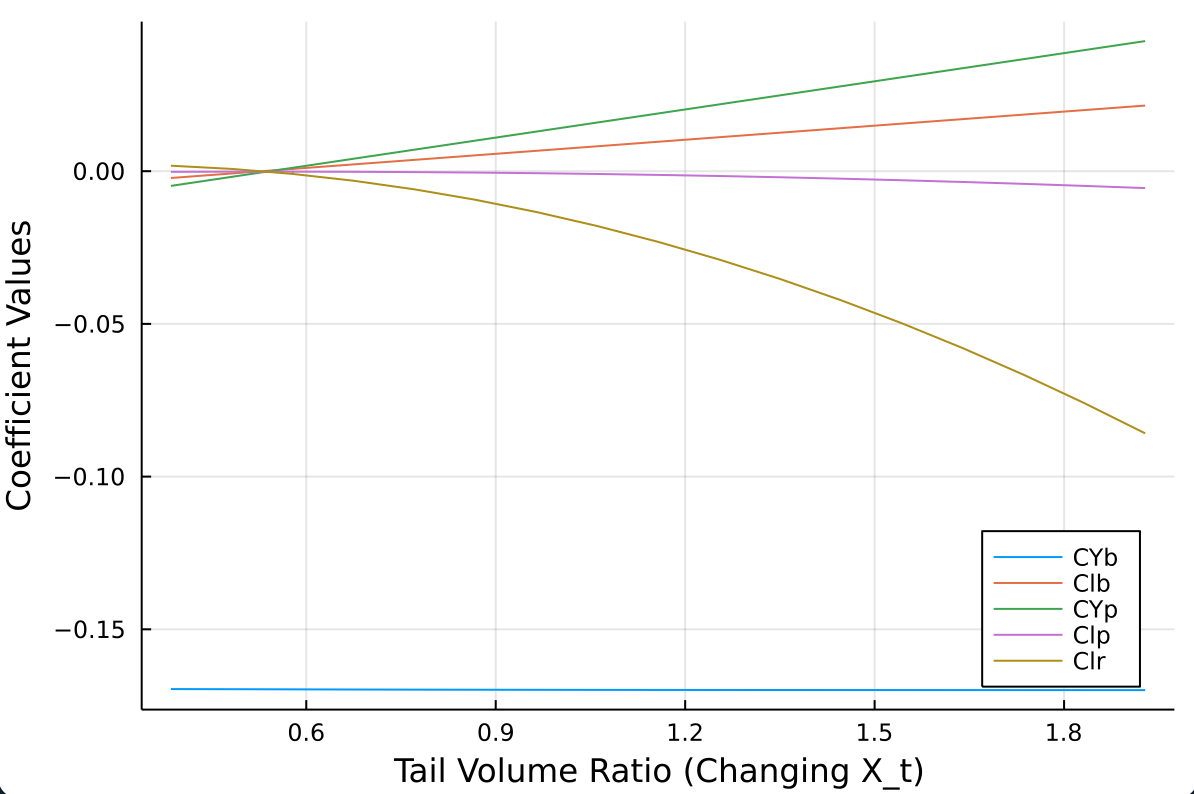 Coefficient Values
0.00
−0.05
−0.10
−0.15
CYb
Clb
CYp
Clp
Clr
0.6 0.9 1.2 1.5 1.8
Tail Volume Ratio (Changing X_t)